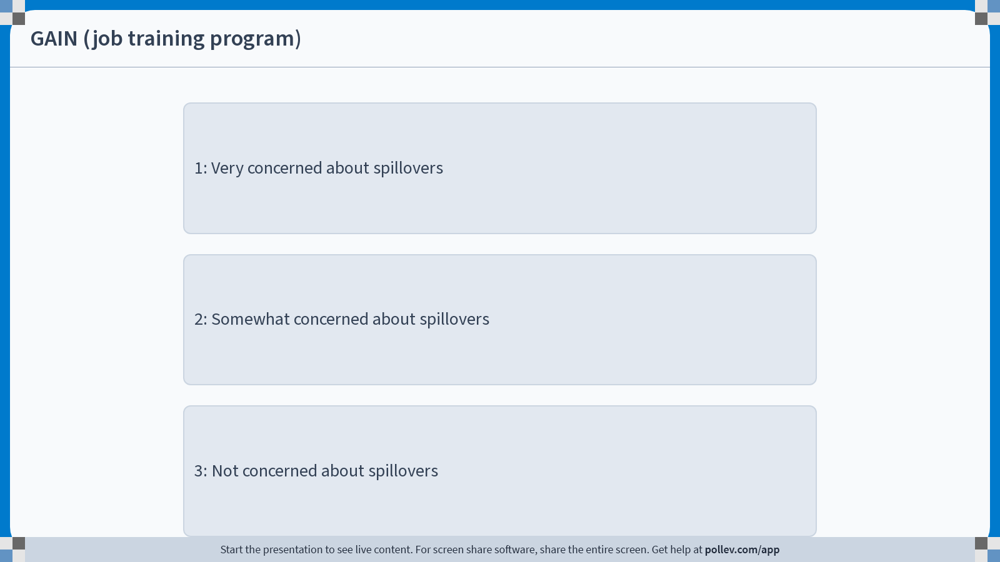 GAIN (job training program)
1: Very concerned about spillovers
2: Somewhat concerned about spillovers
3: Not concerned about spillovers
Start the presentation to see live content. For screen share software, share the entire screen. Get help at pollev.com/app